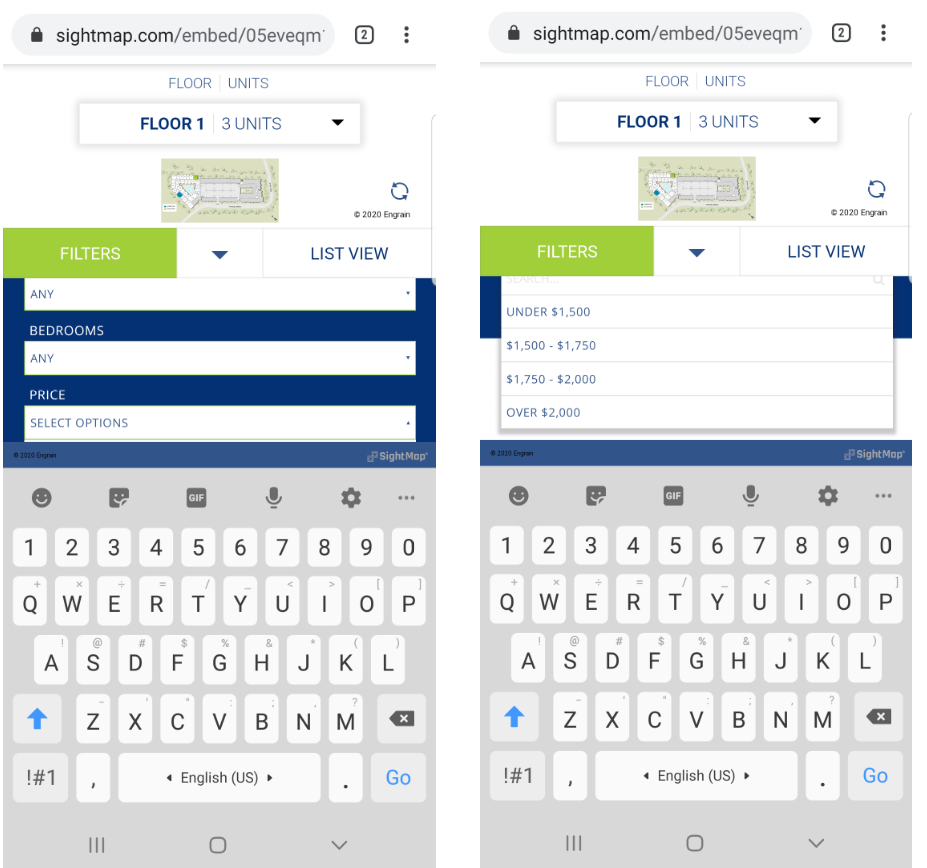 sightmap.com/embed/05eveqm
2
FLOOR UNITS
FLOOR 1 3 UNITS
© 2020 Engrain
FILTERS LIST VIEW
ANY
BEDROOMS
ANY
PRICE
SELECT OPTIONS
© 2020 Engrain SightMap
GIF
1 2 3 4 5 6 7 8 9 0
+ × ÷ = / _ < > [ ]
Q W E R T Y U I O P
! @ # $ % & * ( )
A S D F G H J K L
- ' " : ; , ?
Z X C V B N M
!#1 , English (US) . Go
sightmap.com/embed/05eveqm
2
FLOOR UNITS
FLOOR 1 3 UNITS
© 2020 Engrain
FILTERS LIST VIEW
SEARCH...
UNDER $1,500
$1,500 - $1,750
$1,750 - $2,000
OVER $2,000
© 2020 Engrain SightMap
GIF
1 2 3 4 5 6 7 8 9 0
+ × ÷ = / _ < > [ ]
Q W E R T Y U I O P
! @ # $ % & * ( )
A S D F G H J K L
- ' " : ; , ?
Z X C V B N M
!#1 , English (US) . Go